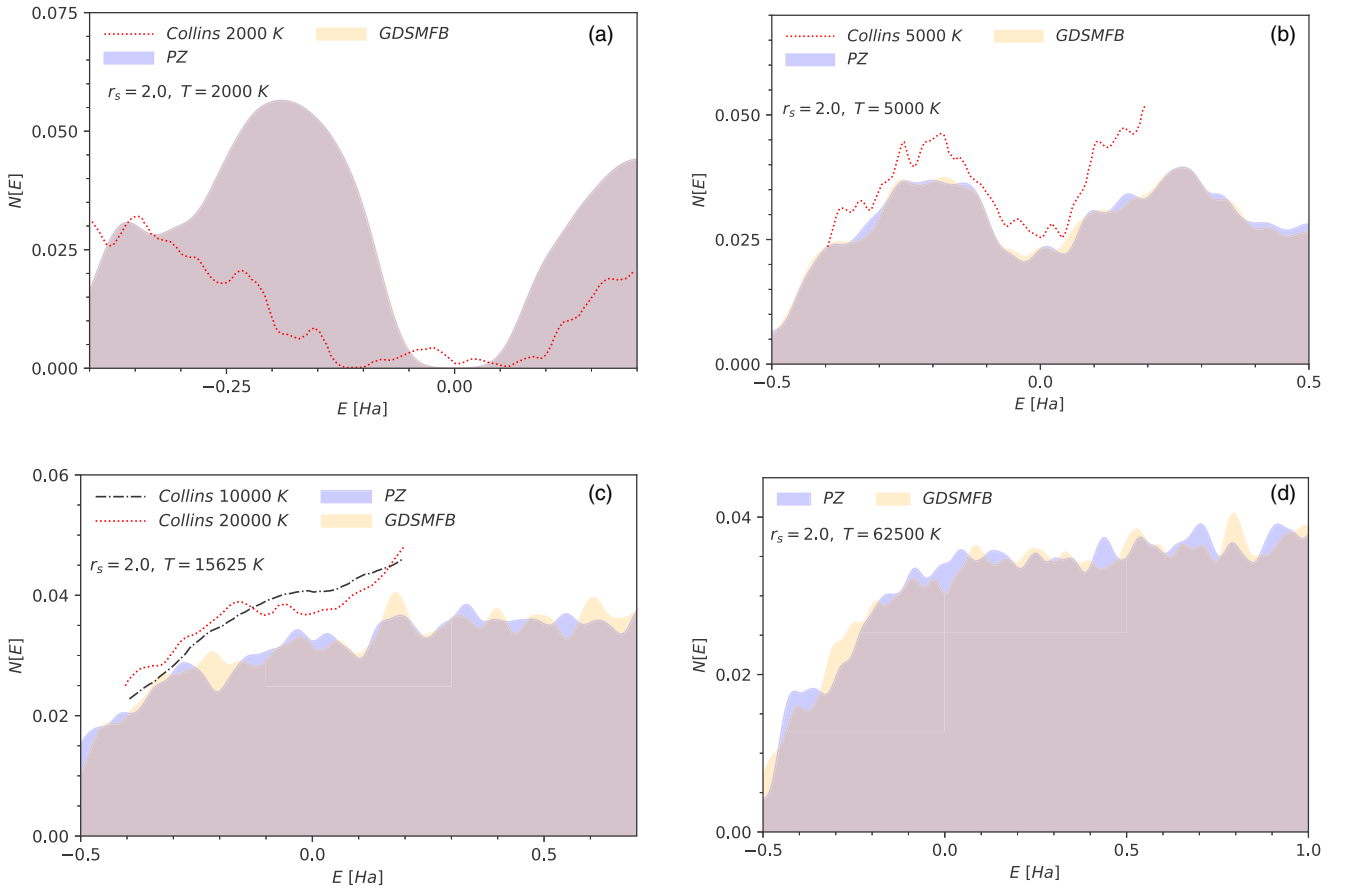 (a)
Collins 2000 K
GDSMFB
PZ
r_s = 2.0, T = 2000 K
0.075
0.050
0.025
0.000
N[E]
−0.25
0.00
E [Ha]
(b)
Collins 5000 K
GDSMFB
PZ
r_s = 2.0, T = 5000 K
0.050
0.025
0.000
N[E]
−0.5
0.0
0.5
E [Ha]
(c)
Collins 10000 K
PZ
Collins 20000 K
GDSMFB
r_s = 2.0, T = 15625 K
0.06
0.04
0.02
0.00
N[E]
−0.5
0.0
0.5
E [Ha]
(d)
PZ
GDSMFB
r_s = 2.0, T = 62500 K
0.04
0.02
0.00
N[E]
−0.5
0.0
0.5
1.0
E [Ha]